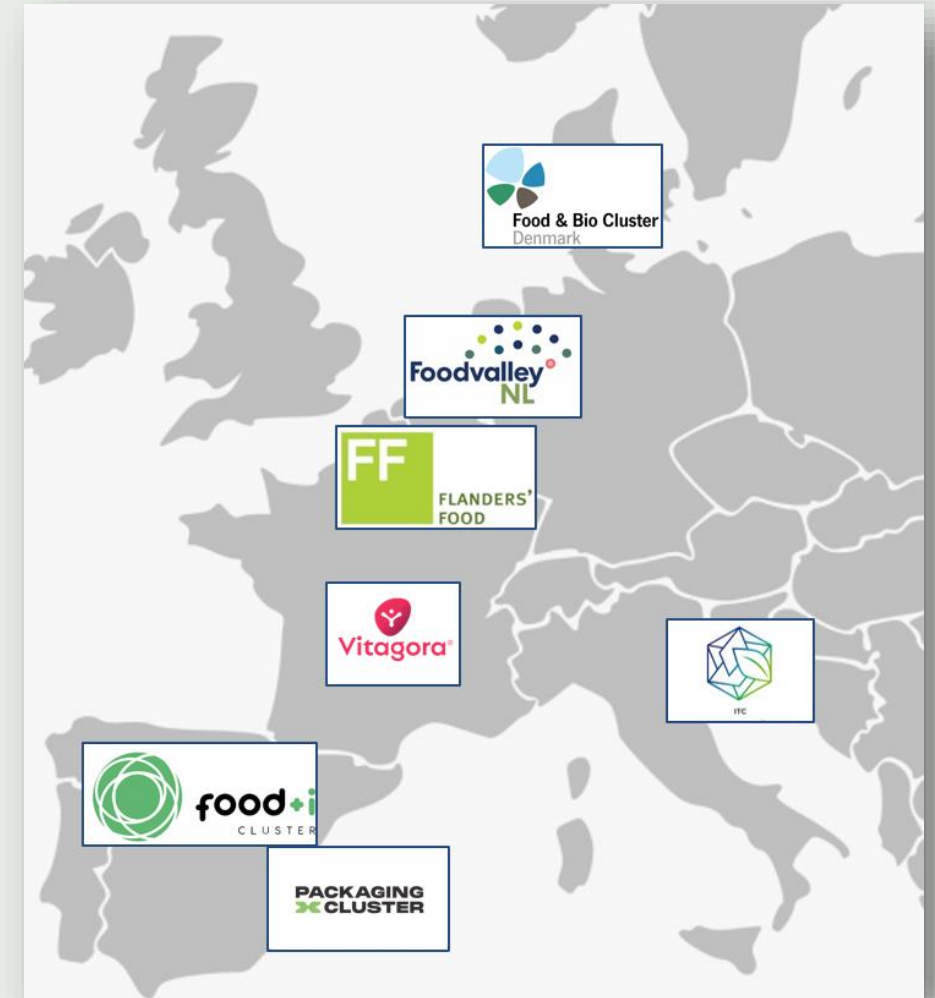 Food & Bio Cluster
Denmark
Foodvalley
NL
FF
FLANDERS'
FOOD
Vitagora®
ITC
food+i
CLUSTER
PACKAGING
CLUSTER